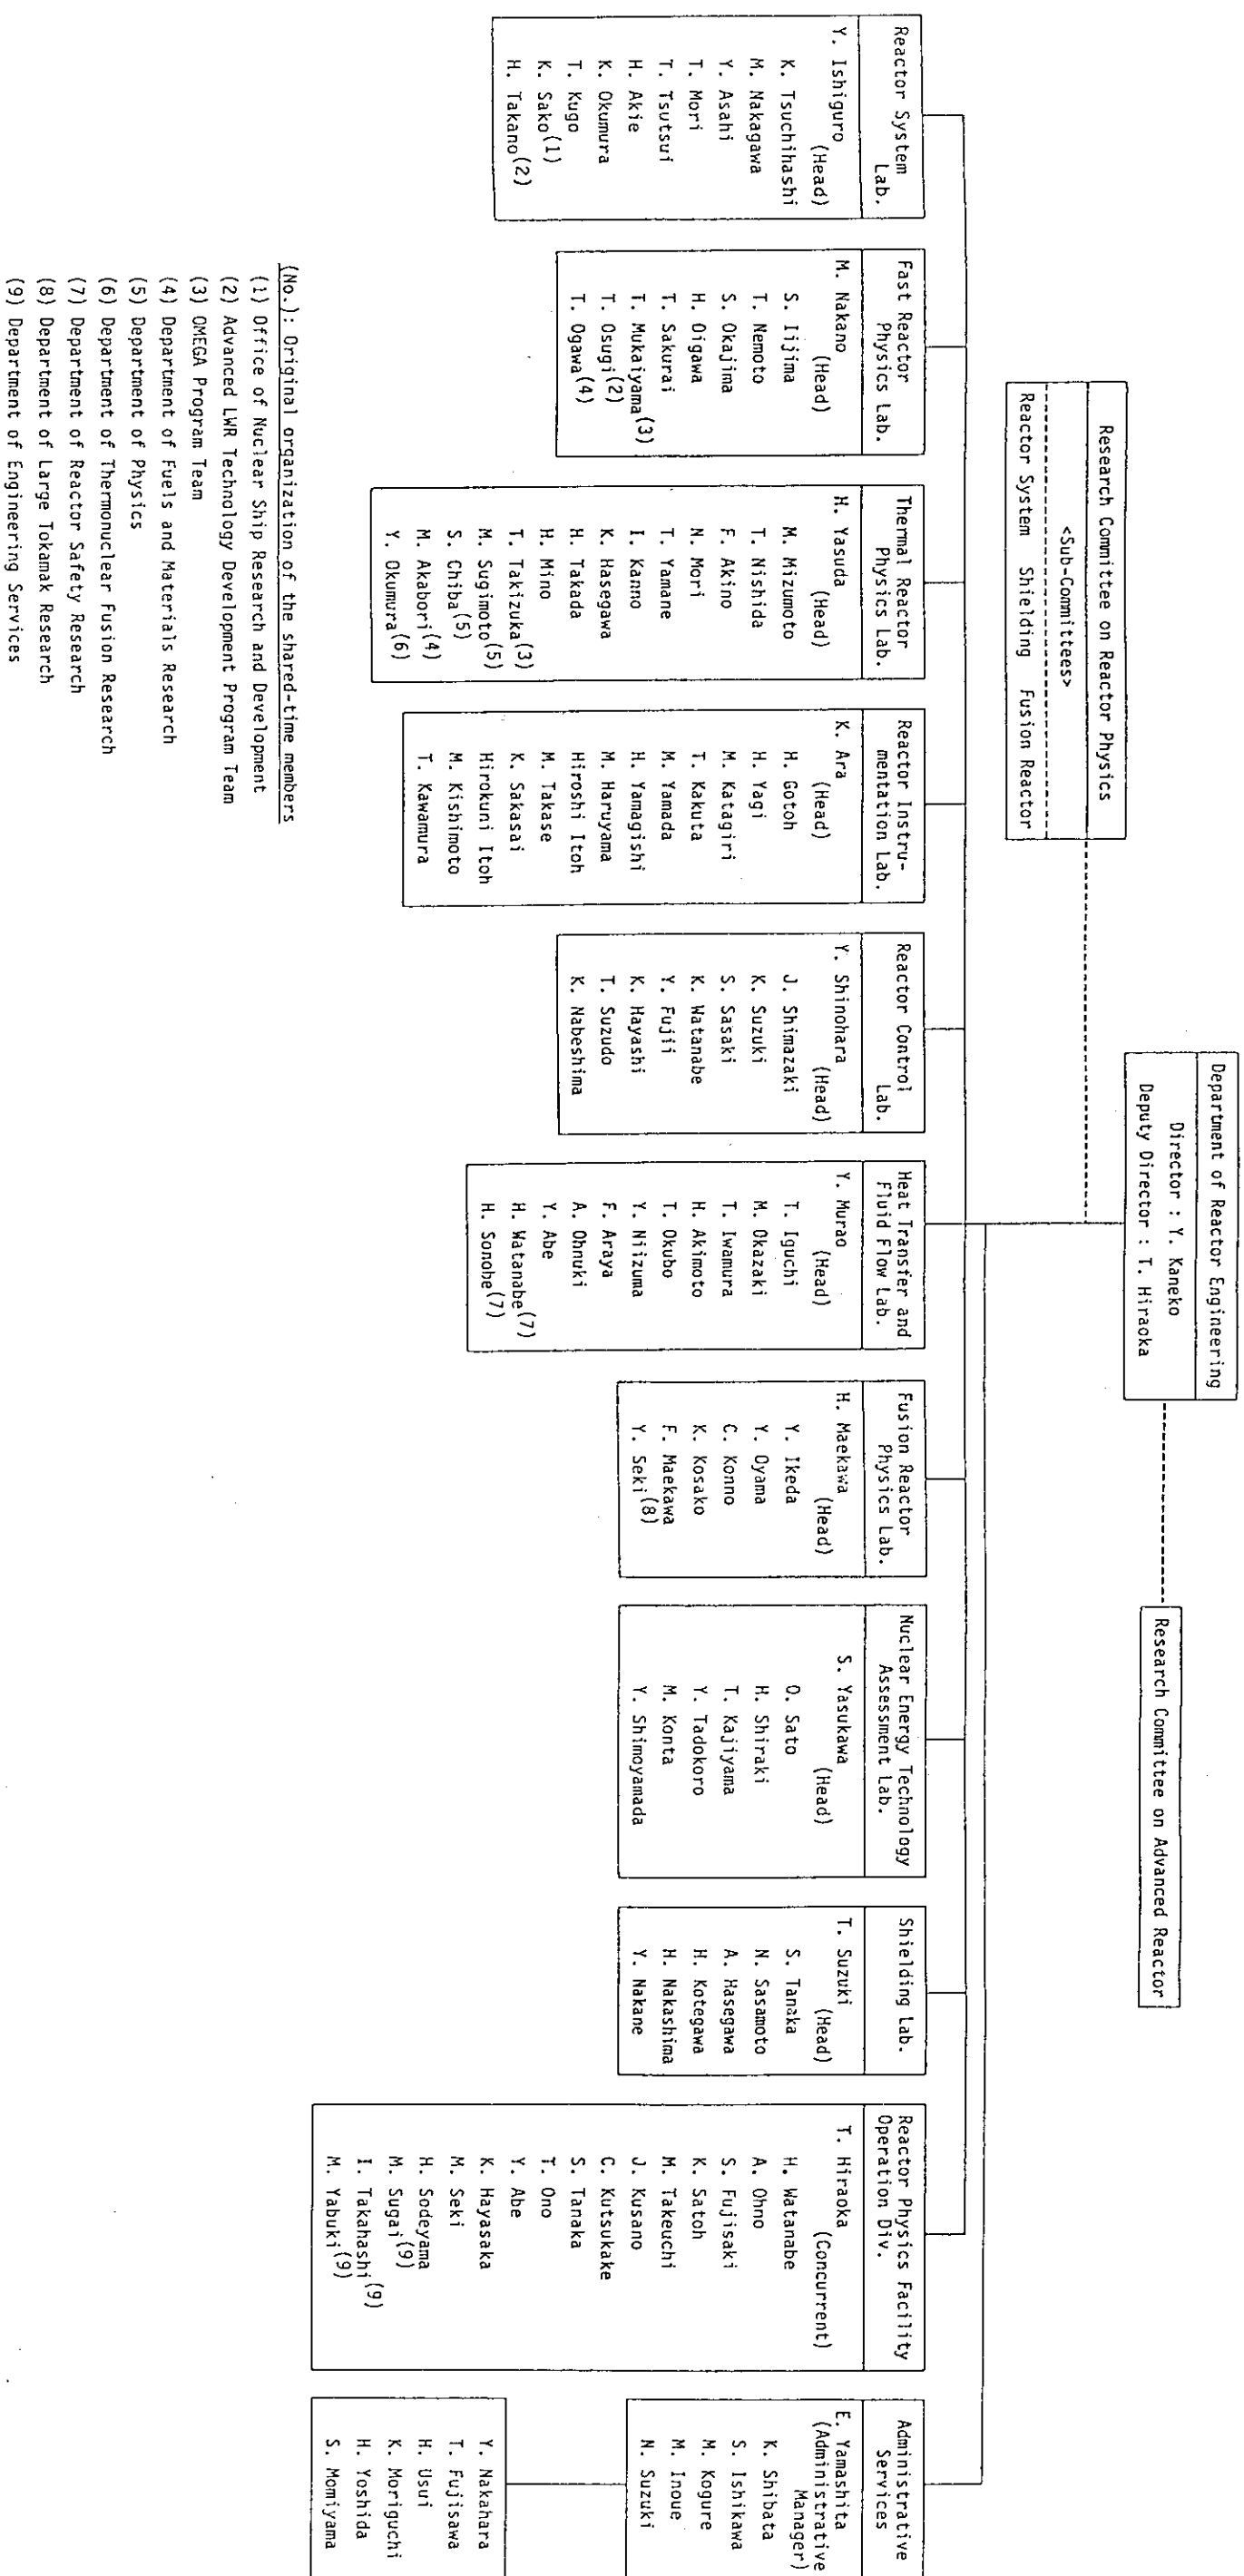 Department of Reactor Engineering
Director : Y. Kaneko
Deputy Director : T. Hiraoka
Research Committee on Advanced Reactor
Research Committee on Reactor Physics
<Sub-Committees>
Reactor System Shielding Fusion Reactor
Reactor System
Lab.
Y. Ishiguro
(Head)
K. Tsuchihashi
M. Nakagawa
Y. Asahi
T. Mori
T. Tsutsui
H. Akie
K. Okumura
T. Kugo
K. Sako(1)
H. Takano(2)
Fast Reactor
Physics Lab.
M. Nakano
(Head)
S. Iijima
T. Nemoto
S. Okajima
H. Oigawa
T. Sakurai
T. Mukaiyama(3)
T. Osugi(2)
T. Ogawa(4)
Thermal Reactor
Physics Lab.
H. Yasuda
(Head)
M. Mizumoto
T. Nishida
F. Akino
N. Mori
T. Yamane
I. Kanno
K. Hasegawa
H. Takada
H. Mino
T. Takizuka(3)
M. Sugimoto(5)
S. Chiba(5)
M. Akabori(4)
Y. Okumura(6)
Reactor Instru-
mentation Lab.
K. Ara
(Head)
H. Gotoh
H. Yagi
M. Katagiri
T. Kakuta
M. Yamada
H. Yamagishi
M. Haruyama
Hiroshi Itoh
M. Takase
K. Sakasai
Hirokuni Itoh
M. Kishimoto
T. Kawamura
Reactor Control
Lab.
Y. Shinohara
(Head)
J. Shimazaki
K. Suzuki
S. Sasaki
K. Watanabe
Y. Fujii
K. Hayashi
T. Suzudo
K. Nabeshima
Heat Transfer and
Fluid Flow Lab.
Y. Murao
(Head)
T. Iguchi
M. Okazaki
T. Iwamura
H. Akimoto
T. Okubo
Y. Niizuma
F. Araya
A. Ohnuki
Y. Abe
H. Watanabe(7)
H. Sonobe(7)
Fusion Reactor
Physics Lab.
H. Maekawa
(Head)
Y. Ikeda
Y. Oyama
C. Konno
K. Kosako
F. Maekawa
Y. Seki(8)
Nuclear Energy Technology
Assessment Lab.
S. Yasukawa
(Head)
O. Sato
H. Shiraki
T. Kajiyama
Y. Tadokoro
M. Konta
Y. Shimoyamada
Shielding Lab.
T. Suzuki
(Head)
S. Tanaka
N. Sasamoto
A. Hasegawa
H. Kotegawa
H. Nakashima
Y. Nakane
Reactor Physics Facility
Operation Div.
T. Hiraoka
(Concurrent)
H. Watanabe
A. Ohno
S. Fujisaki
K. Satoh
M. Takeuchi
J. Kusano
C. Kutsukake
S. Tanaka
T. Ono
Y. Abe
K. Hayasaka
M. Seki
H. Sodeyama
M. Sugai(9)
I. Takahashi(9)
M. Yabuki(9)
Administrative
Services
E. Yamashita
(Administrative
Manager)
K. Shibata
S. Ishikawa
M. Kogure
M. Inoue
N. Suzuki
Y. Nakahara
T. Fujisawa
H. Usui
K. Moriguchi
H. Yoshida
S. Momiyama
(No.): Original organization of the shared-time members
(1) Office of Nuclear Ship Research and Development
(2) Advanced LWR Technology Development Program Team
(3) OMEGA Program Team
(4) Department of Fuels and Materials Research
(5) Department of Physics
(6) Department of Thermonuclear Fusion Research
(7) Department of Reactor Safety Research
(8) Department of Large Tokamak Research
(9) Department of Engineering Services